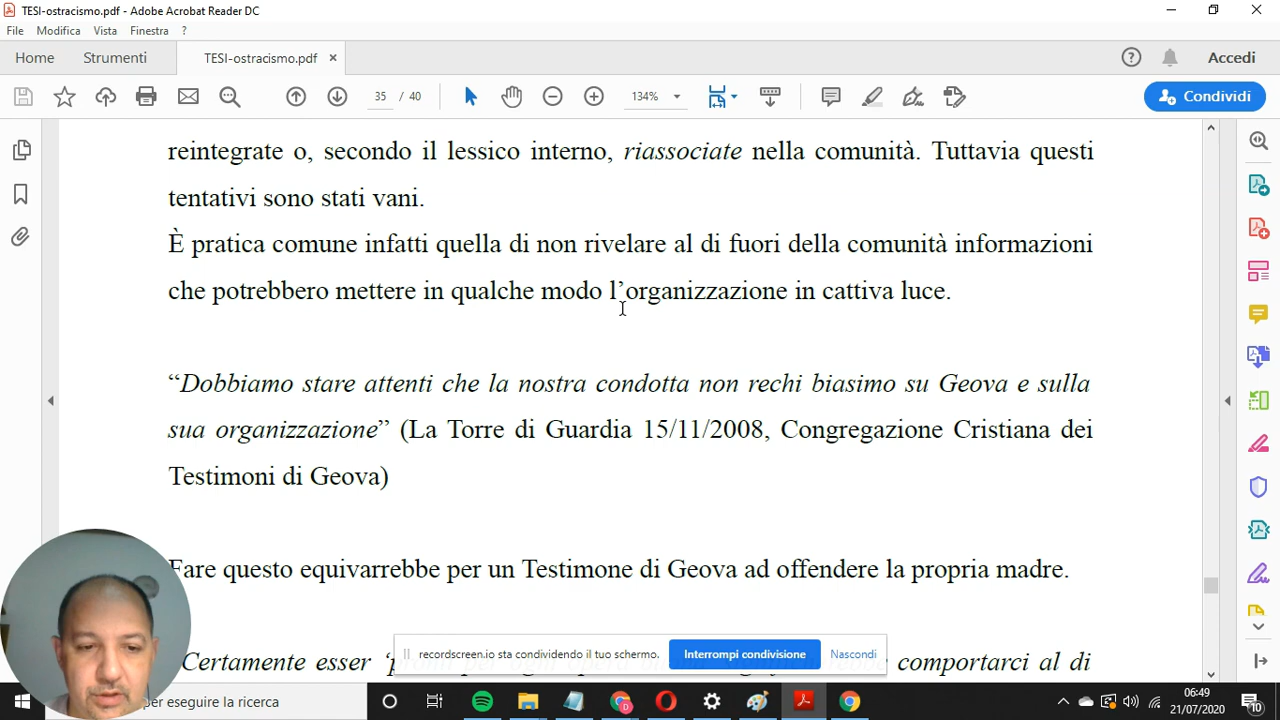 TESI-ostracismo.pdf - Adobe Acrobat Reader DC
File Modifica Vista Finestra ?
Home Strumenti TESI-ostracismo.pdf × Accedi
35 / 40 134% Condividi
reintegrate o, secondo il lessico interno, riassociate nella comunità. Tuttavia questi
tentativi sono stati vani.
È pratica comune infatti quella di non rivelare al di fuori della comunità informazioni
che potrebbero mettere in qualche modo l’organizzazione in cattiva luce.
“Dobbiamo stare attenti che la nostra condotta non rechi biasimo su Geova e sulla
sua organizzazione” (La Torre di Guardia 15/11/2008, Congregazione Cristiana dei
Testimoni di Geova)
Fare questo equivarrebbe per un Testimone di Geova ad offendere la propria madre.
Certamente esser comportarci al di
recordscreen.io sta condividendo il tuo schermo. Interrompi condivisione Nascondi
per eseguire la ricerca
06:49
21/07/2020
10